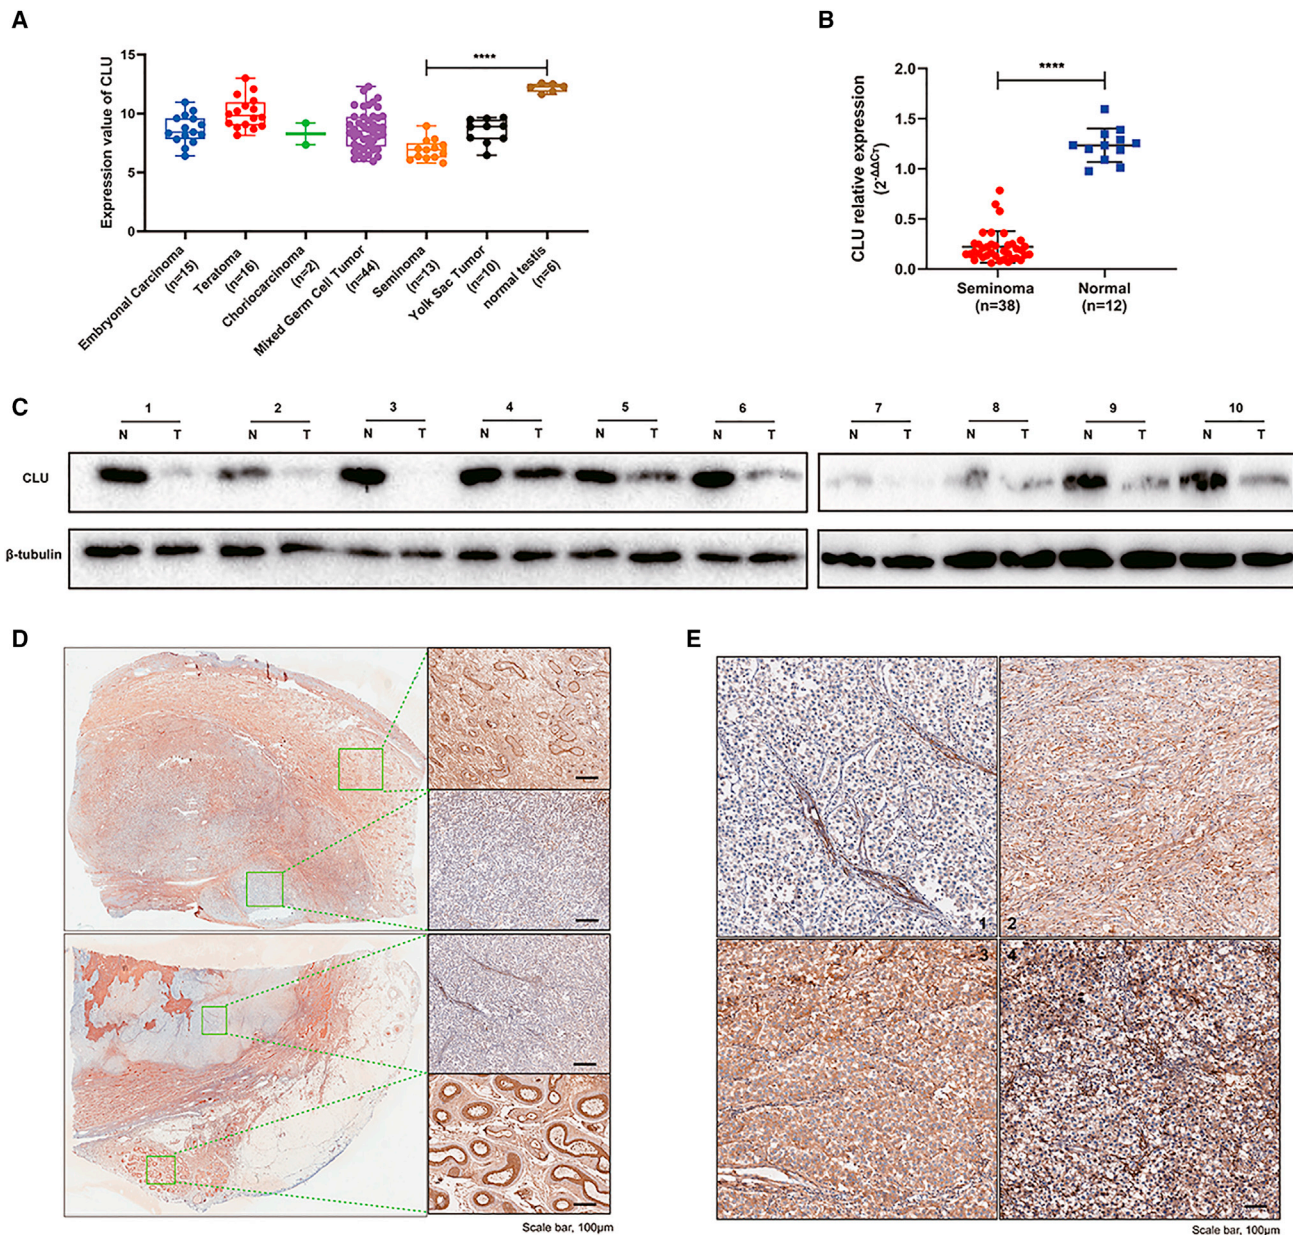 A
Expression value of CLU
15
10
5
0
****
Embryonal Carcinoma
(n=15)
Teratoma
(n=16)
Choriocarcinoma
(n=2)
Mixed Germ Cell Tumor
(n=44)
Seminoma
(n=13)
Yolk Sac Tumor
(n=10)
normal testis
(n=6)
B
CLU relative expression
(2^-ΔΔCT)
2.0
1.5
1.0
0.5
0.0
****
Seminoma
(n=38)
Normal
(n=12)
C
1 2 3 4 5 6 7 8 9 10
N T N T N T N T N T N T N T N T N T N T
CLU
β-tubulin
D
Scale bar, 100μm
E
1
2
3
4
Scale bar, 100μm